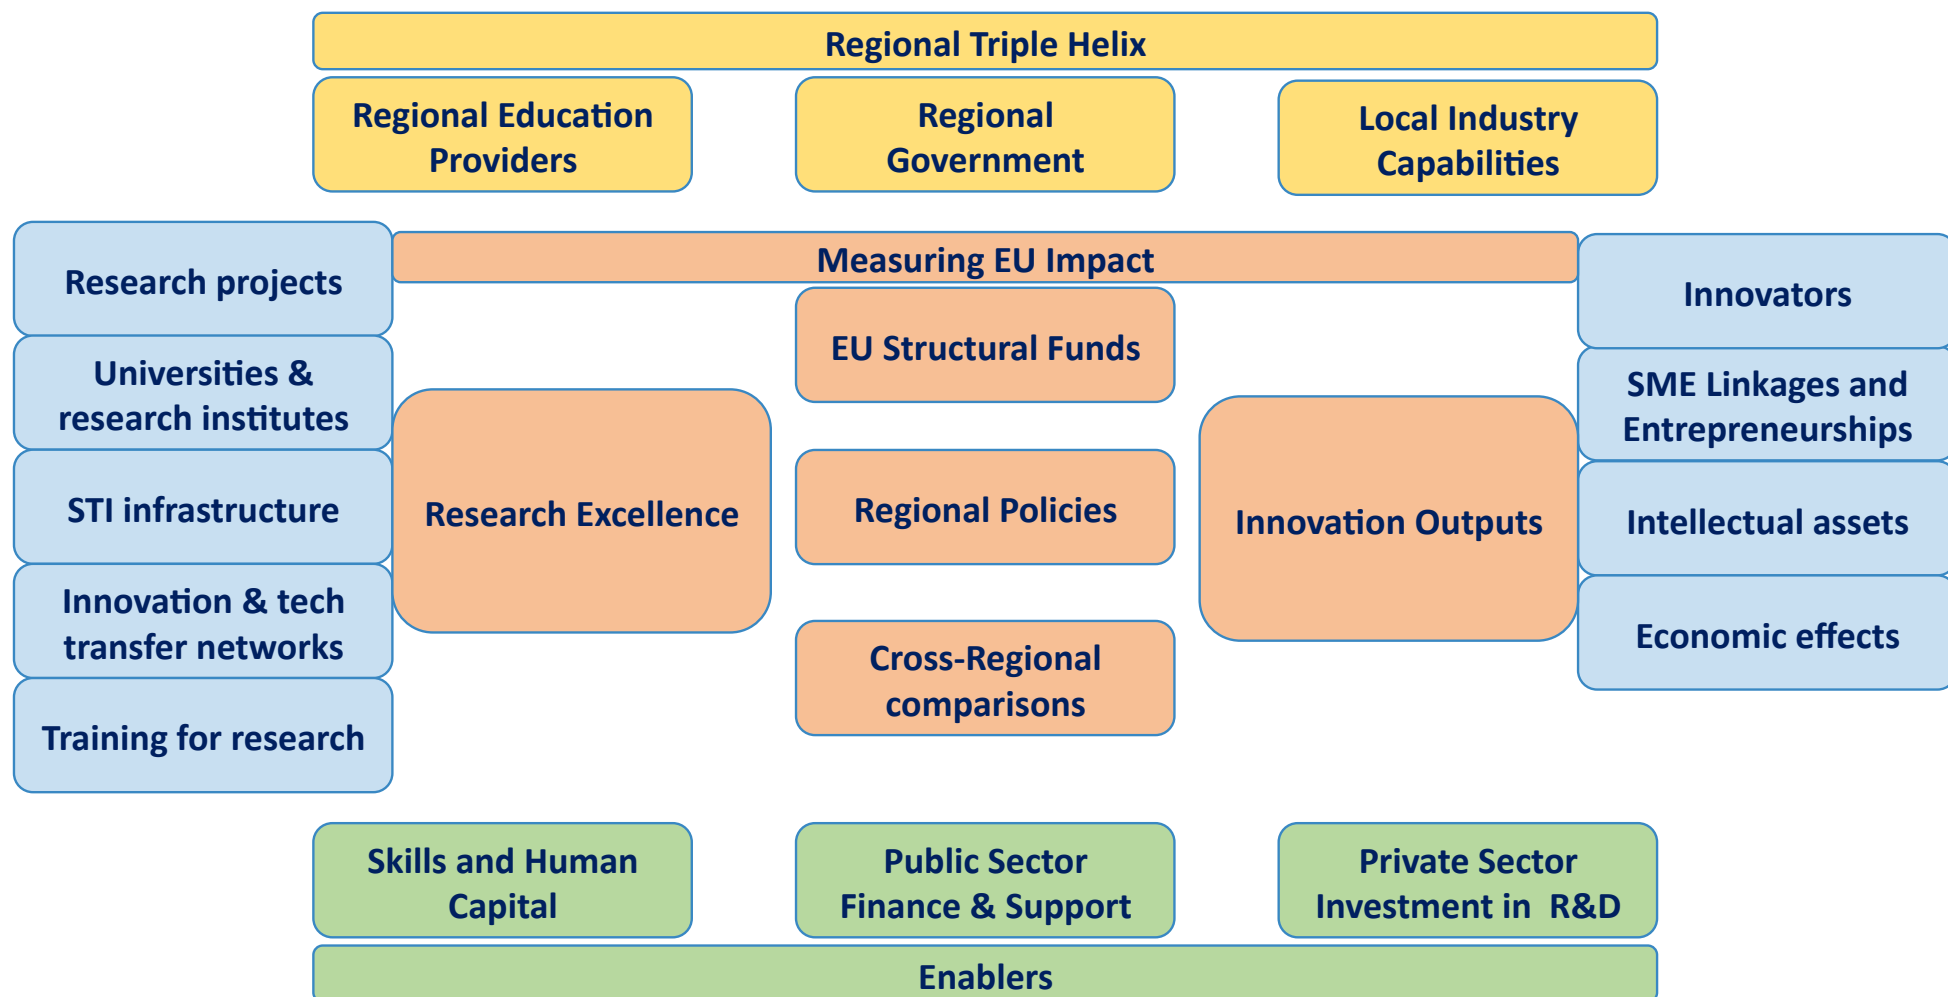 Regional Triple Helix
Regional Education
Providers
Regional
Government
Local Industry
Capabilities
Research projects
Universities &
research institutes
STI infrastructure
Innovation & tech
transfer networks
Training for research
Measuring EU Impact
Research Excellence
EU Structural Funds
Regional Policies
Cross-Regional
comparisons
Innovation Outputs
Innovators
SME Linkages and
Entrepreneurships
Intellectual assets
Economic effects
Skills and Human
Capital
Public Sector
Finance & Support
Private Sector
Investment in  R&D
Enablers